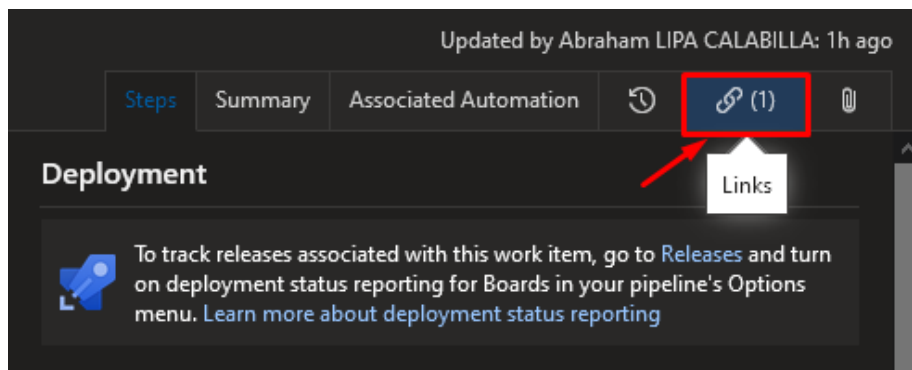 Updated by Abraham LIPA CALABILLA: 1h ago
Steps Summary Associated Automation (1)
Links
Deployment
To track releases associated with this work item, go to Releases and turn
on deployment status reporting for Boards in your pipeline's Options
menu. Learn more about deployment status reporting